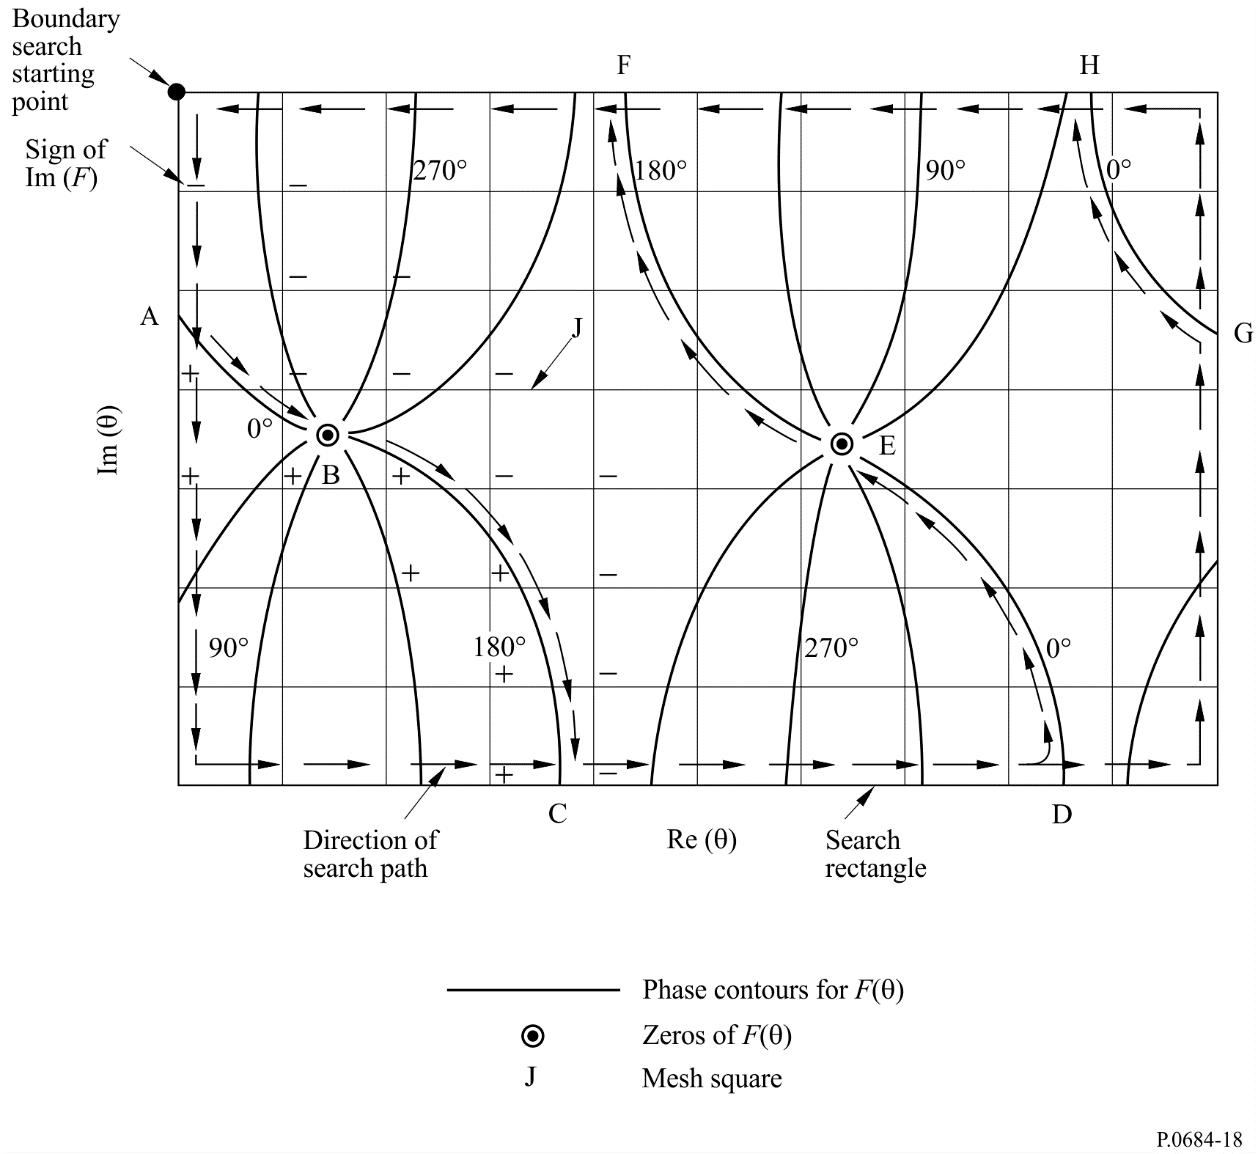 Boundary
search
starting
point
F
H
Sign of
Im (F)
270°
180°
90°
0°
– –
– –
A
J
G
+ – – –
Im (θ)
0°
B
E
+ + + – –
+ + –
90°
180°
270°
0°
+ –
+ –
C
D
Direction of
search path
Re (θ)
Search
rectangle
Phase contours for F(θ)
Zeros of F(θ)
J Mesh square
P.0684-18